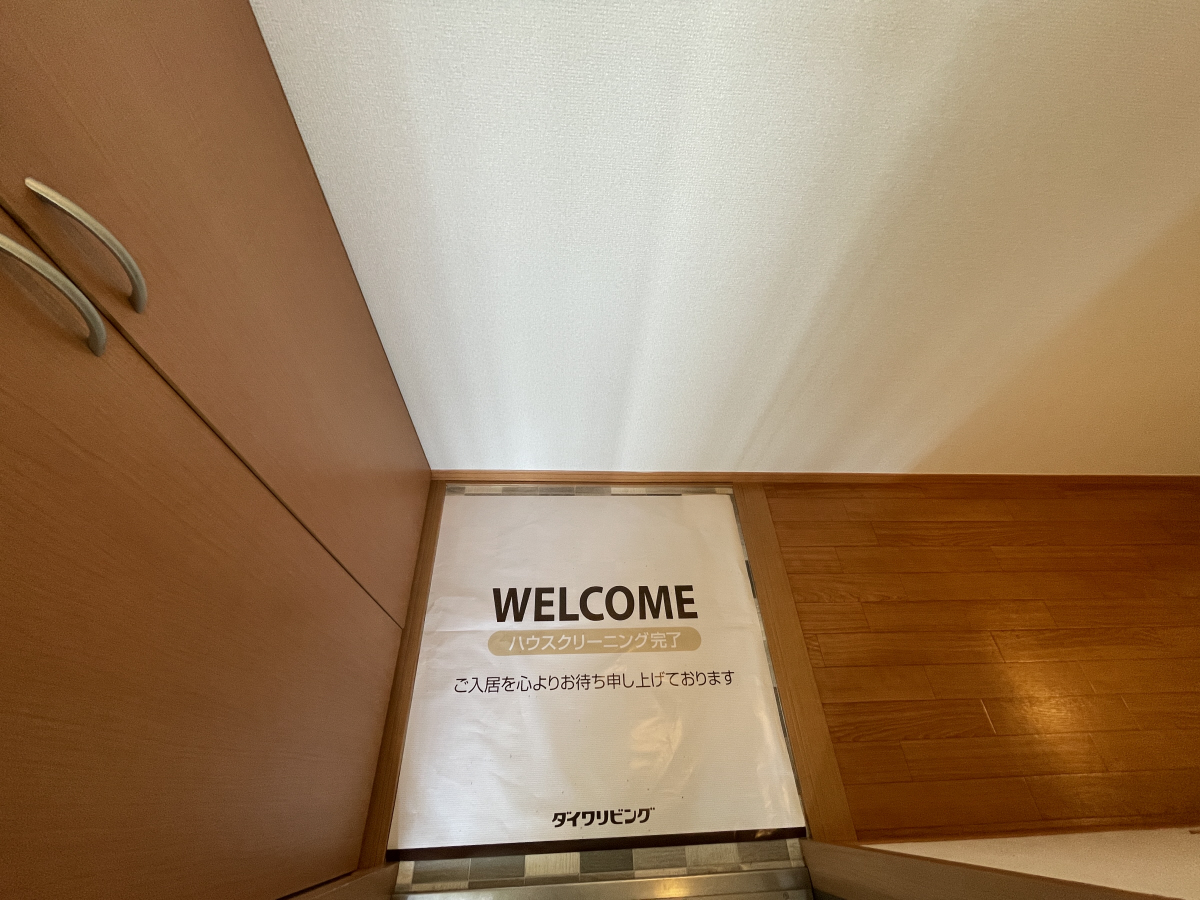 WELCOME
ハウスクリーニング完了
ご入居を心よりお待ち申し上げております
ダイワリビング